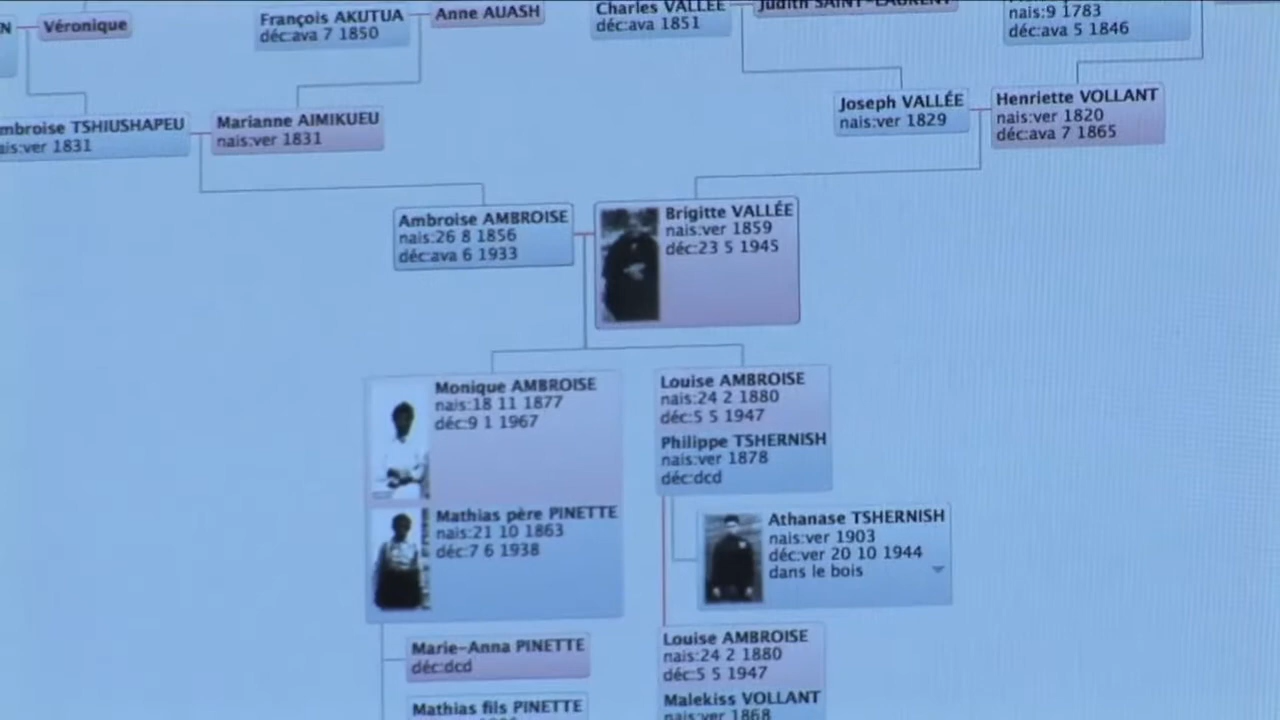 Véronique
François AKUTUA
déc:ava 7 1850
Anne AUASH
Charles VALLÉE
déc:ava 1851
Judith SAINT-LAURENT
nais:9 1783
déc:ava 5 1846
mbroise TSHIUSHAPEU
ais:ver 1831
Marianne AIMIKUEU
nais:ver 1831
Joseph VALLÉE
nais:ver 1829
Henriette VOLLANT
nais:ver 1820
déc:ava 7 1865
Ambroise AMBROISE
nais:26 8 1856
déc:ava 6 1933
Brigitte VALLÉE
nais:ver 1859
déc:23 5 1945
Monique AMBROISE
nais:18 11 1877
déc:9 1 1967
Mathias père PINETTE
nais:21 10 1863
déc:7 6 1938
Louise AMBROISE
nais:24 2 1880
déc:5 5 1947
Philippe TSHERNISH
nais:ver 1878
déc:dcd
Athanase TSHERNISH
nais:ver 1903
déc:ver 20 10 1944
dans le bois
Marie-Anna PINETTE
déc:dcd
Mathias fils PINETTE
Louise AMBROISE
nais:24 2 1880
déc:5 5 1947
Malekiss VOLLANT
nais:ver 1868